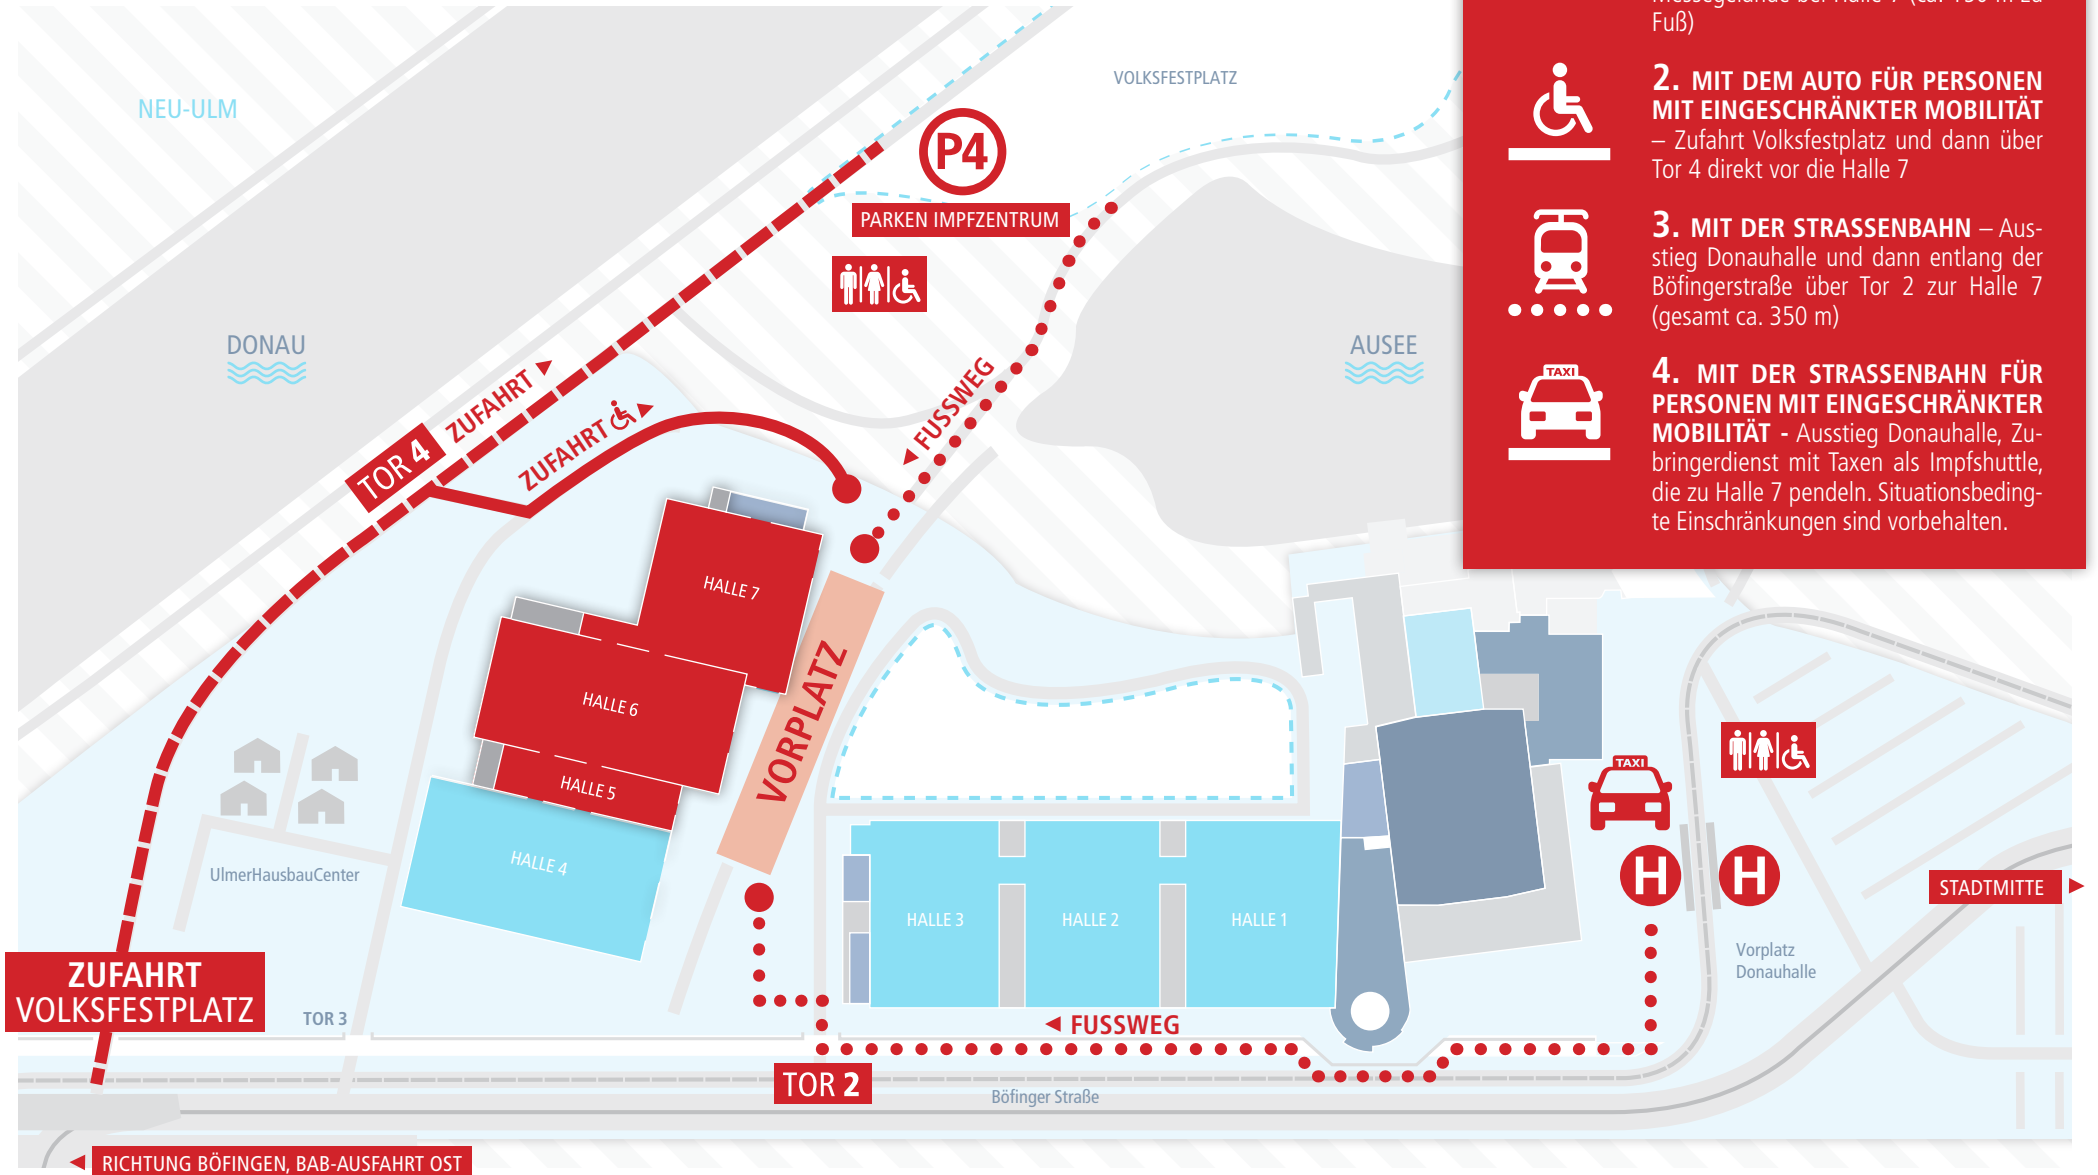 Fuß)
2. MIT DEM AUTO FÜR PERSONEN
MIT EINGESCHRÄNKTER MOBILITÄT
– Zufahrt Volksfestplatz und dann über
Tor 4 direkt vor die Halle 7
3. MIT DER STRASSENBAHN – Aus-
stieg Donauhalle und dann entlang der
Böfingerstraße über Tor 2 zur Halle 7
(gesamt ca. 350 m)
TAXI
4. MIT DER STRASSENBAHN FÜR
PERSONEN MIT EINGESCHRÄNKTER
MOBILITÄT - Ausstieg Donauhalle, Zu-
bringerdienst mit Taxen als Impfshuttle,
die zu Halle 7 pendeln. Situationsbeding-
te Einschränkungen sind vorbehalten.
VOLKSFESTPLATZ
NEU-ULM
P4
PARKEN IMPFZENTRUM
DONAU
AUSEE
ZUFAHRT
TOR 4
ZUFAHRT
FUSSWEG
HALLE 7
HALLE 6
HALLE 5
HALLE 4
VORPLATZ
UlmerHausbauCenter
HALLE 3
HALLE 2
HALLE 1
TAXI
H
H
STADTMITTE
Vorplatz
Donauhalle
ZUFAHRT
VOLKSFESTPLATZ
TOR 3
FUSSWEG
TOR 2
Böfinger Straße
RICHTUNG BÖFINGEN, BAB-AUSFAHRT OST